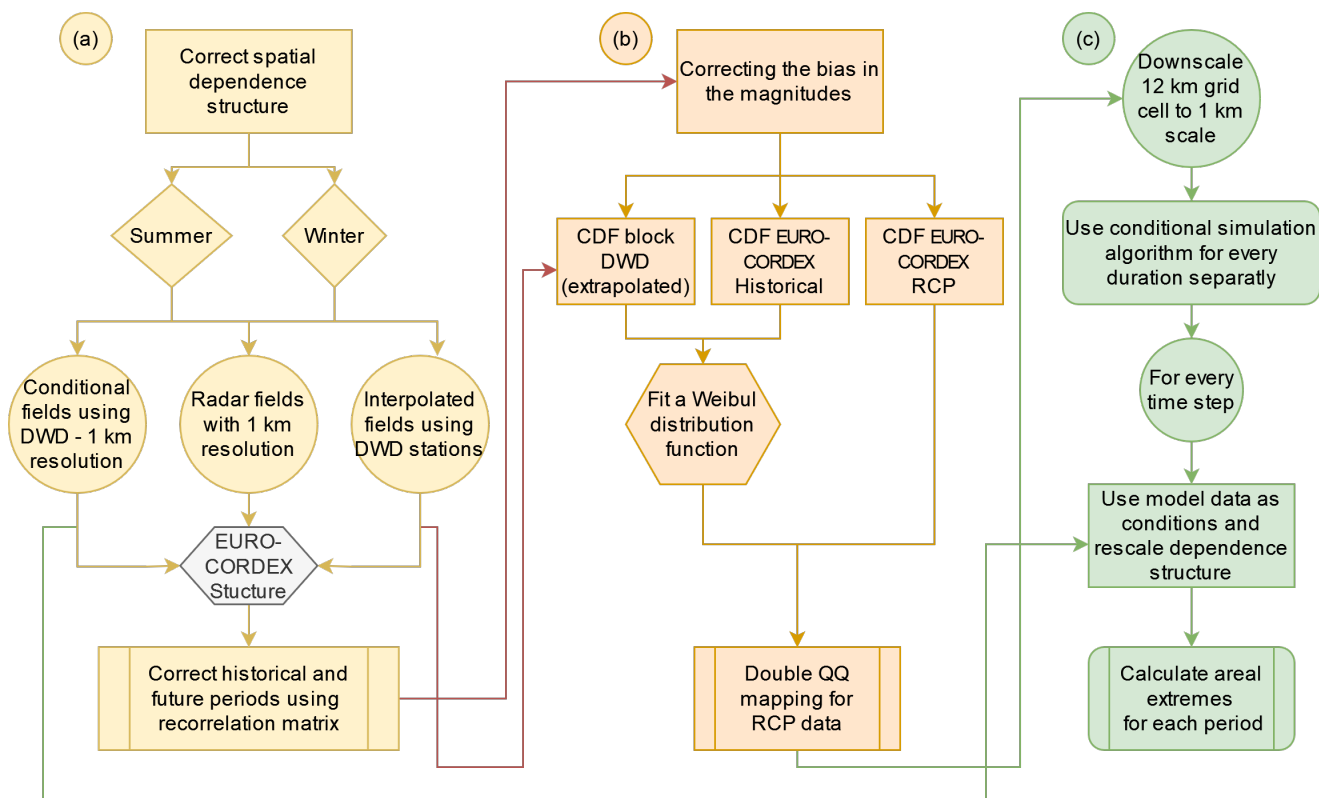 (a)
Correct spatial
dependence
structure
Summer
Winter
Conditional
fields using
DWD - 1 km
resolution
Radar fields
with 1 km
resolution
Interpolated
fields using
DWD stations
EURO-
CORDEX
Stucture
Correct historical and
future periods using
recorrelation matrix
(b)
Correcting the bias in
the magnitudes
CDF block
DWD
(extrapolated)
CDF EURO-
CORDEX
Historical
CDF EURO-
CORDEX
RCP
Fit a Weibul
distribution
function
Double QQ
mapping for
RCP data
(c)
Downscale
12 km grid
cell to 1 km
scale
Use conditional simulation
algorithm for every
duration separatly
For every
time step
Use model data as
conditions and
rescale dependence
structure
Calculate areal
extremes
for each period